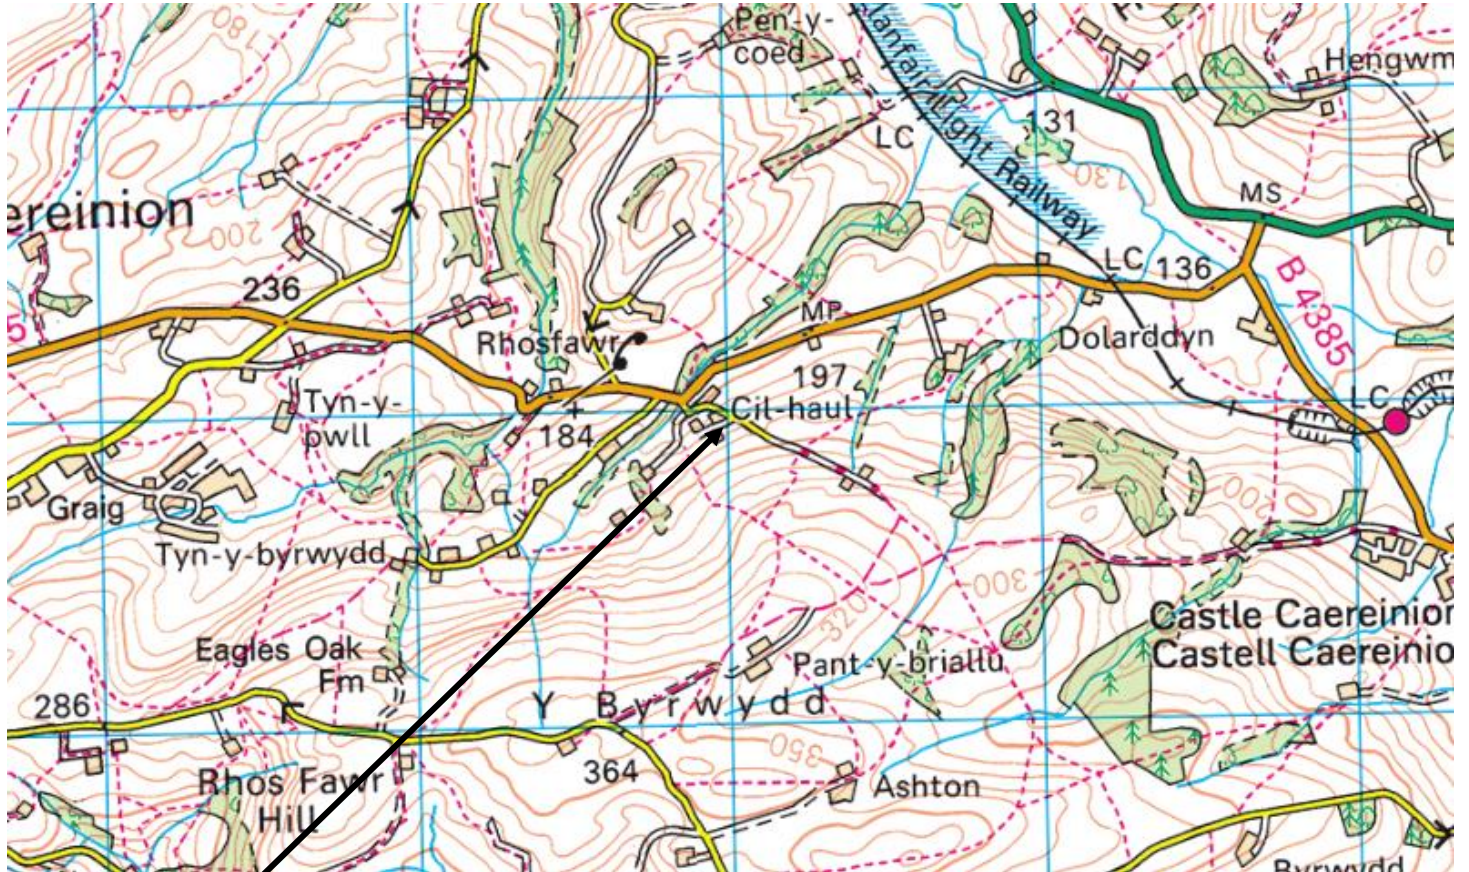 180
Pen-y-
coed
Llanfair Light Railway
Hengwm
LC
131
130
ereinion
200
MS
236
LC
136
B 4385
5
MP
Rhosfawr
Dolarddyn
197
LC
Tyn-y-
pwll
Cil-haul
184
Graig
200
Tyn-y-byrwydd
300
Castle Caereinion
Castell Caereinio
320
Eagles Oak
Fm
Pant-y-briallu
286
Y Byrwydd
350
364
Rhos Fawr
Hill
Ashton
Byrwydd